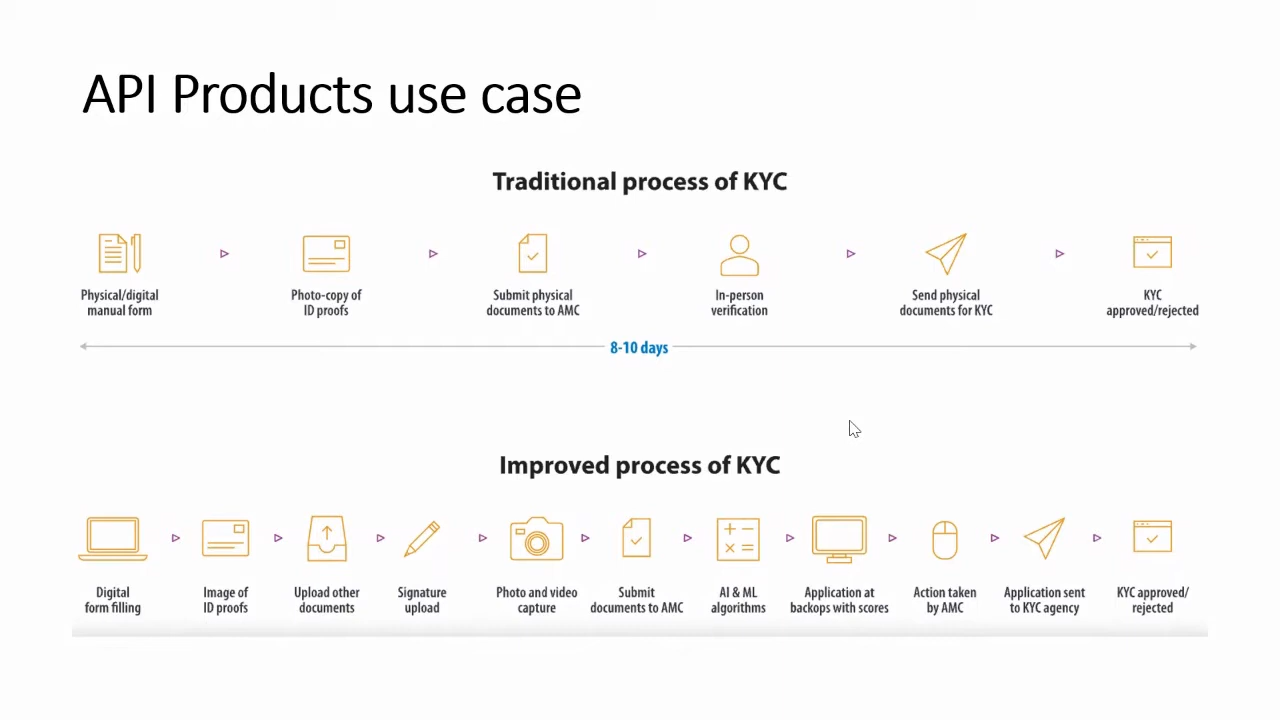 API Products use case
Traditional process of KYC
Physical/digital
manual form
Photo-copy of
ID proofs
Submit physical
documents to AMC
In-person
verification
Send physical
documents for KYC
KYC
approved/rejected
8-10 days
Improved process of KYC
Digital
form filling
Image of
ID proofs
Upload other
documents
Signature
upload
Photo and video
capture
Submit
documents to AMC
AI & ML
algorithms
Application at
backops with scores
Action taken
by AMC
Application sent
to KYC agency
KYC approved/
rejected